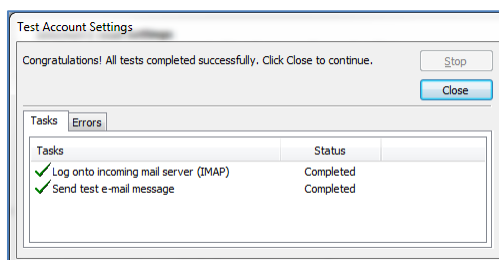 Test Account Settings
Congratulations! All tests completed successfully. Click Close to continue.
Stop
Close
Tasks Errors
Tasks Status
Log onto incoming mail server (IMAP) Completed
Send test e-mail message Completed